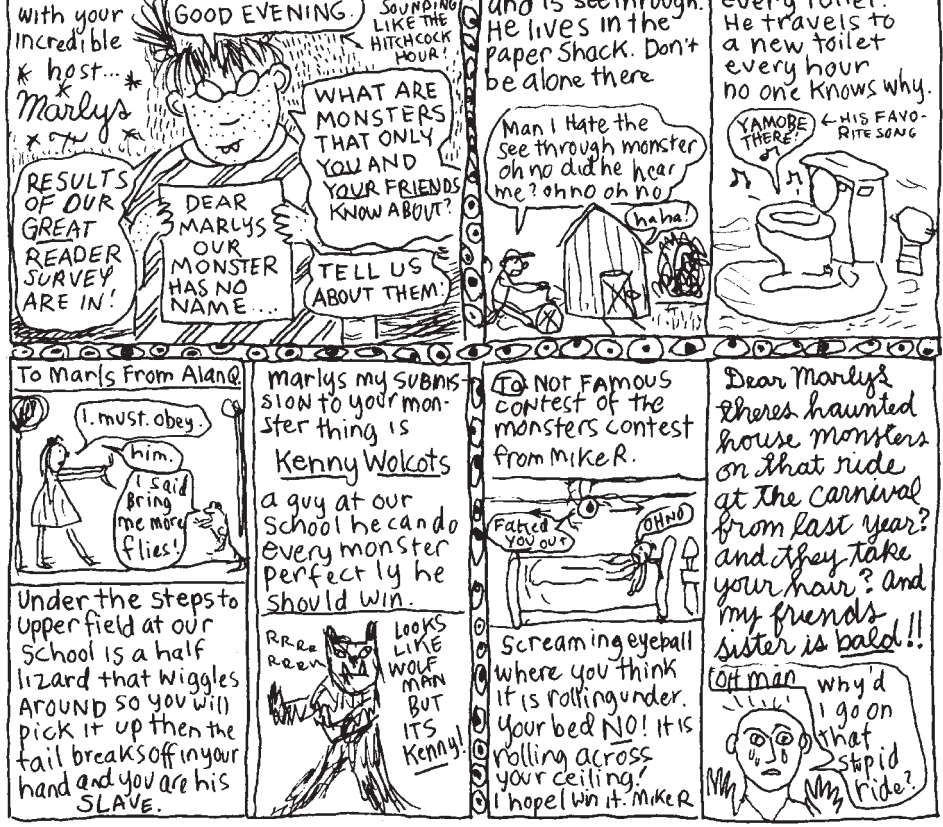 with your
incredible
host...
Marlys
GOOD EVENING.
SOUNDING
LIKE THE
HITCHCOCK
HOUR!
WHAT ARE
MONSTERS
THAT ONLY
YOU AND
YOUR FRIENDS
KNOW ABOUT?
RESULTS
OF OUR
GREAT
READER
SURVEY
ARE IN!
DEAR
MARLYS
OUR
MONSTER
HAS NO
NAME....
TELL US
ABOUT THEM!
and is seethrough.
He lives in the
paper Shack. Don't
be alone there
Man I Hate the
see through monster
oh no did he hear
me? oh no oh no
haha!
every toilet.
He travels to
a new toilet
every hour
no one knows why.
YAMOBE
THERE!
HIS FAVO-
RITE SONG
To Marls From AlanQ.
I. must. obey.
him.
I said
Bring
me more
flies!
Under the steps to
upper field at our
School is a half
lizard that wiggles
AROUND so you will
pick it up then the
tail breaks off in your
hand and you are his
SLAVE.
marlys my SUBMIS-
SION to your mon-
ster thing is
Kenny Wolcots
a guy at our
School he can do
every monster
perfectly he
should win.
RRRR
RRRRR
LOOKS
LIKE
WOLF
MAN
BUT
ITS
Kenny!
To NOT FAMOUS
contest of the
monsters contest
from MIKE R.
Faked
you out
OH NO
Screaming eyeball
where you think
it is rolling under.
Your bed NO! it is
rolling across
your ceiling!
I hope I win it. MIKE R
Dear Marlys
theres haunted
house monsters
on that ride
at the carnival
from last year?
and they take
your hair? And
my friends
sister is bald!!
Oh man
why'd
I go on
that
stupid
ride?